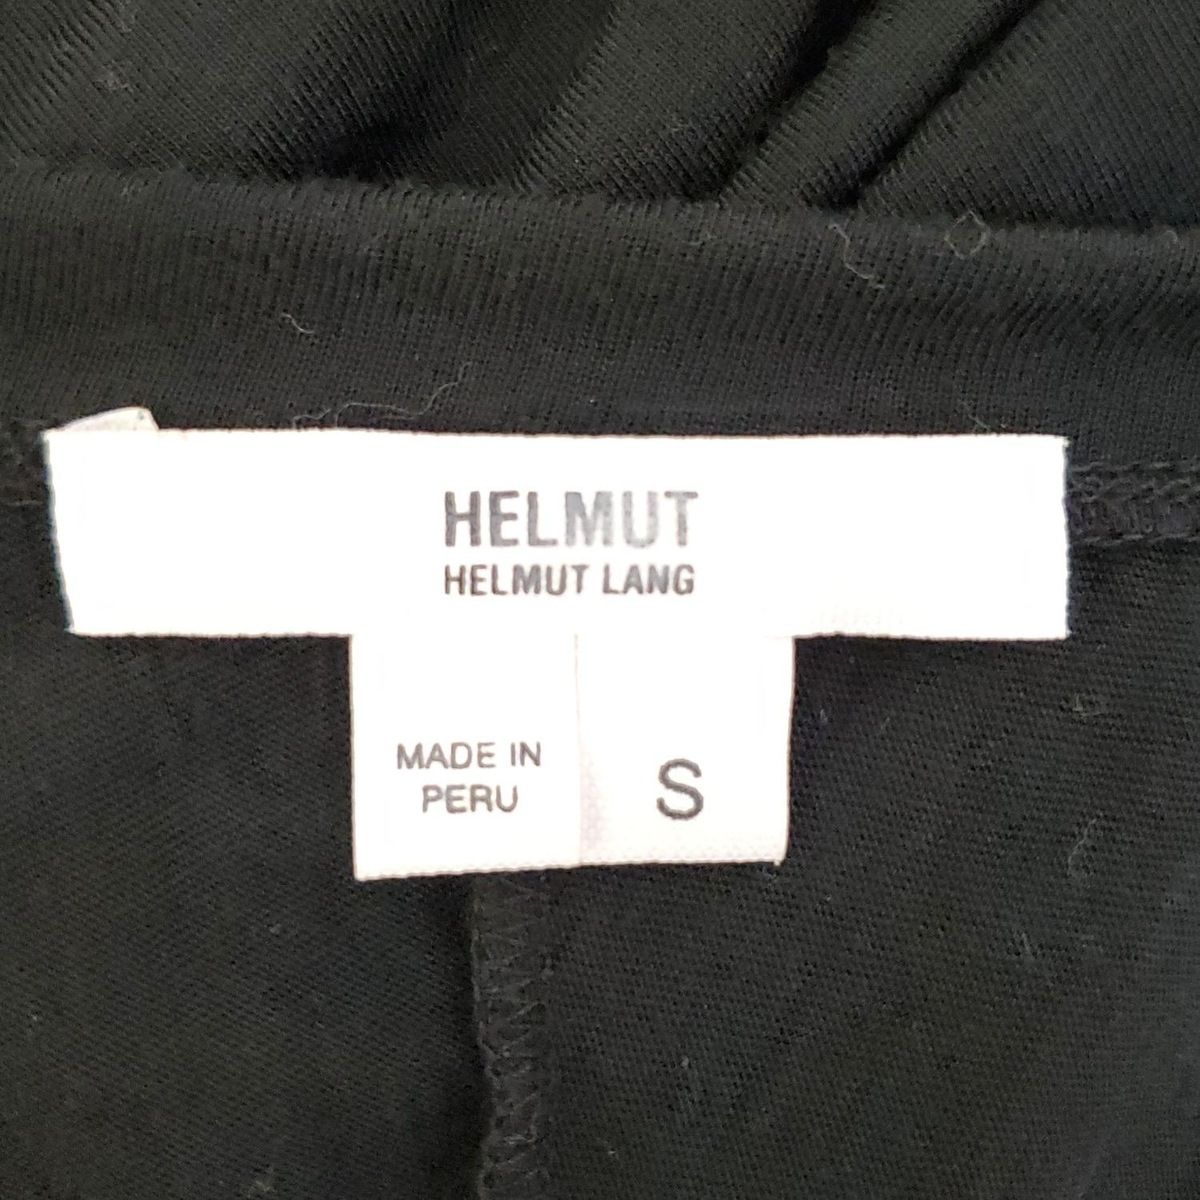 HELMUT
HELMUT LANG
MADE IN
PERU
S